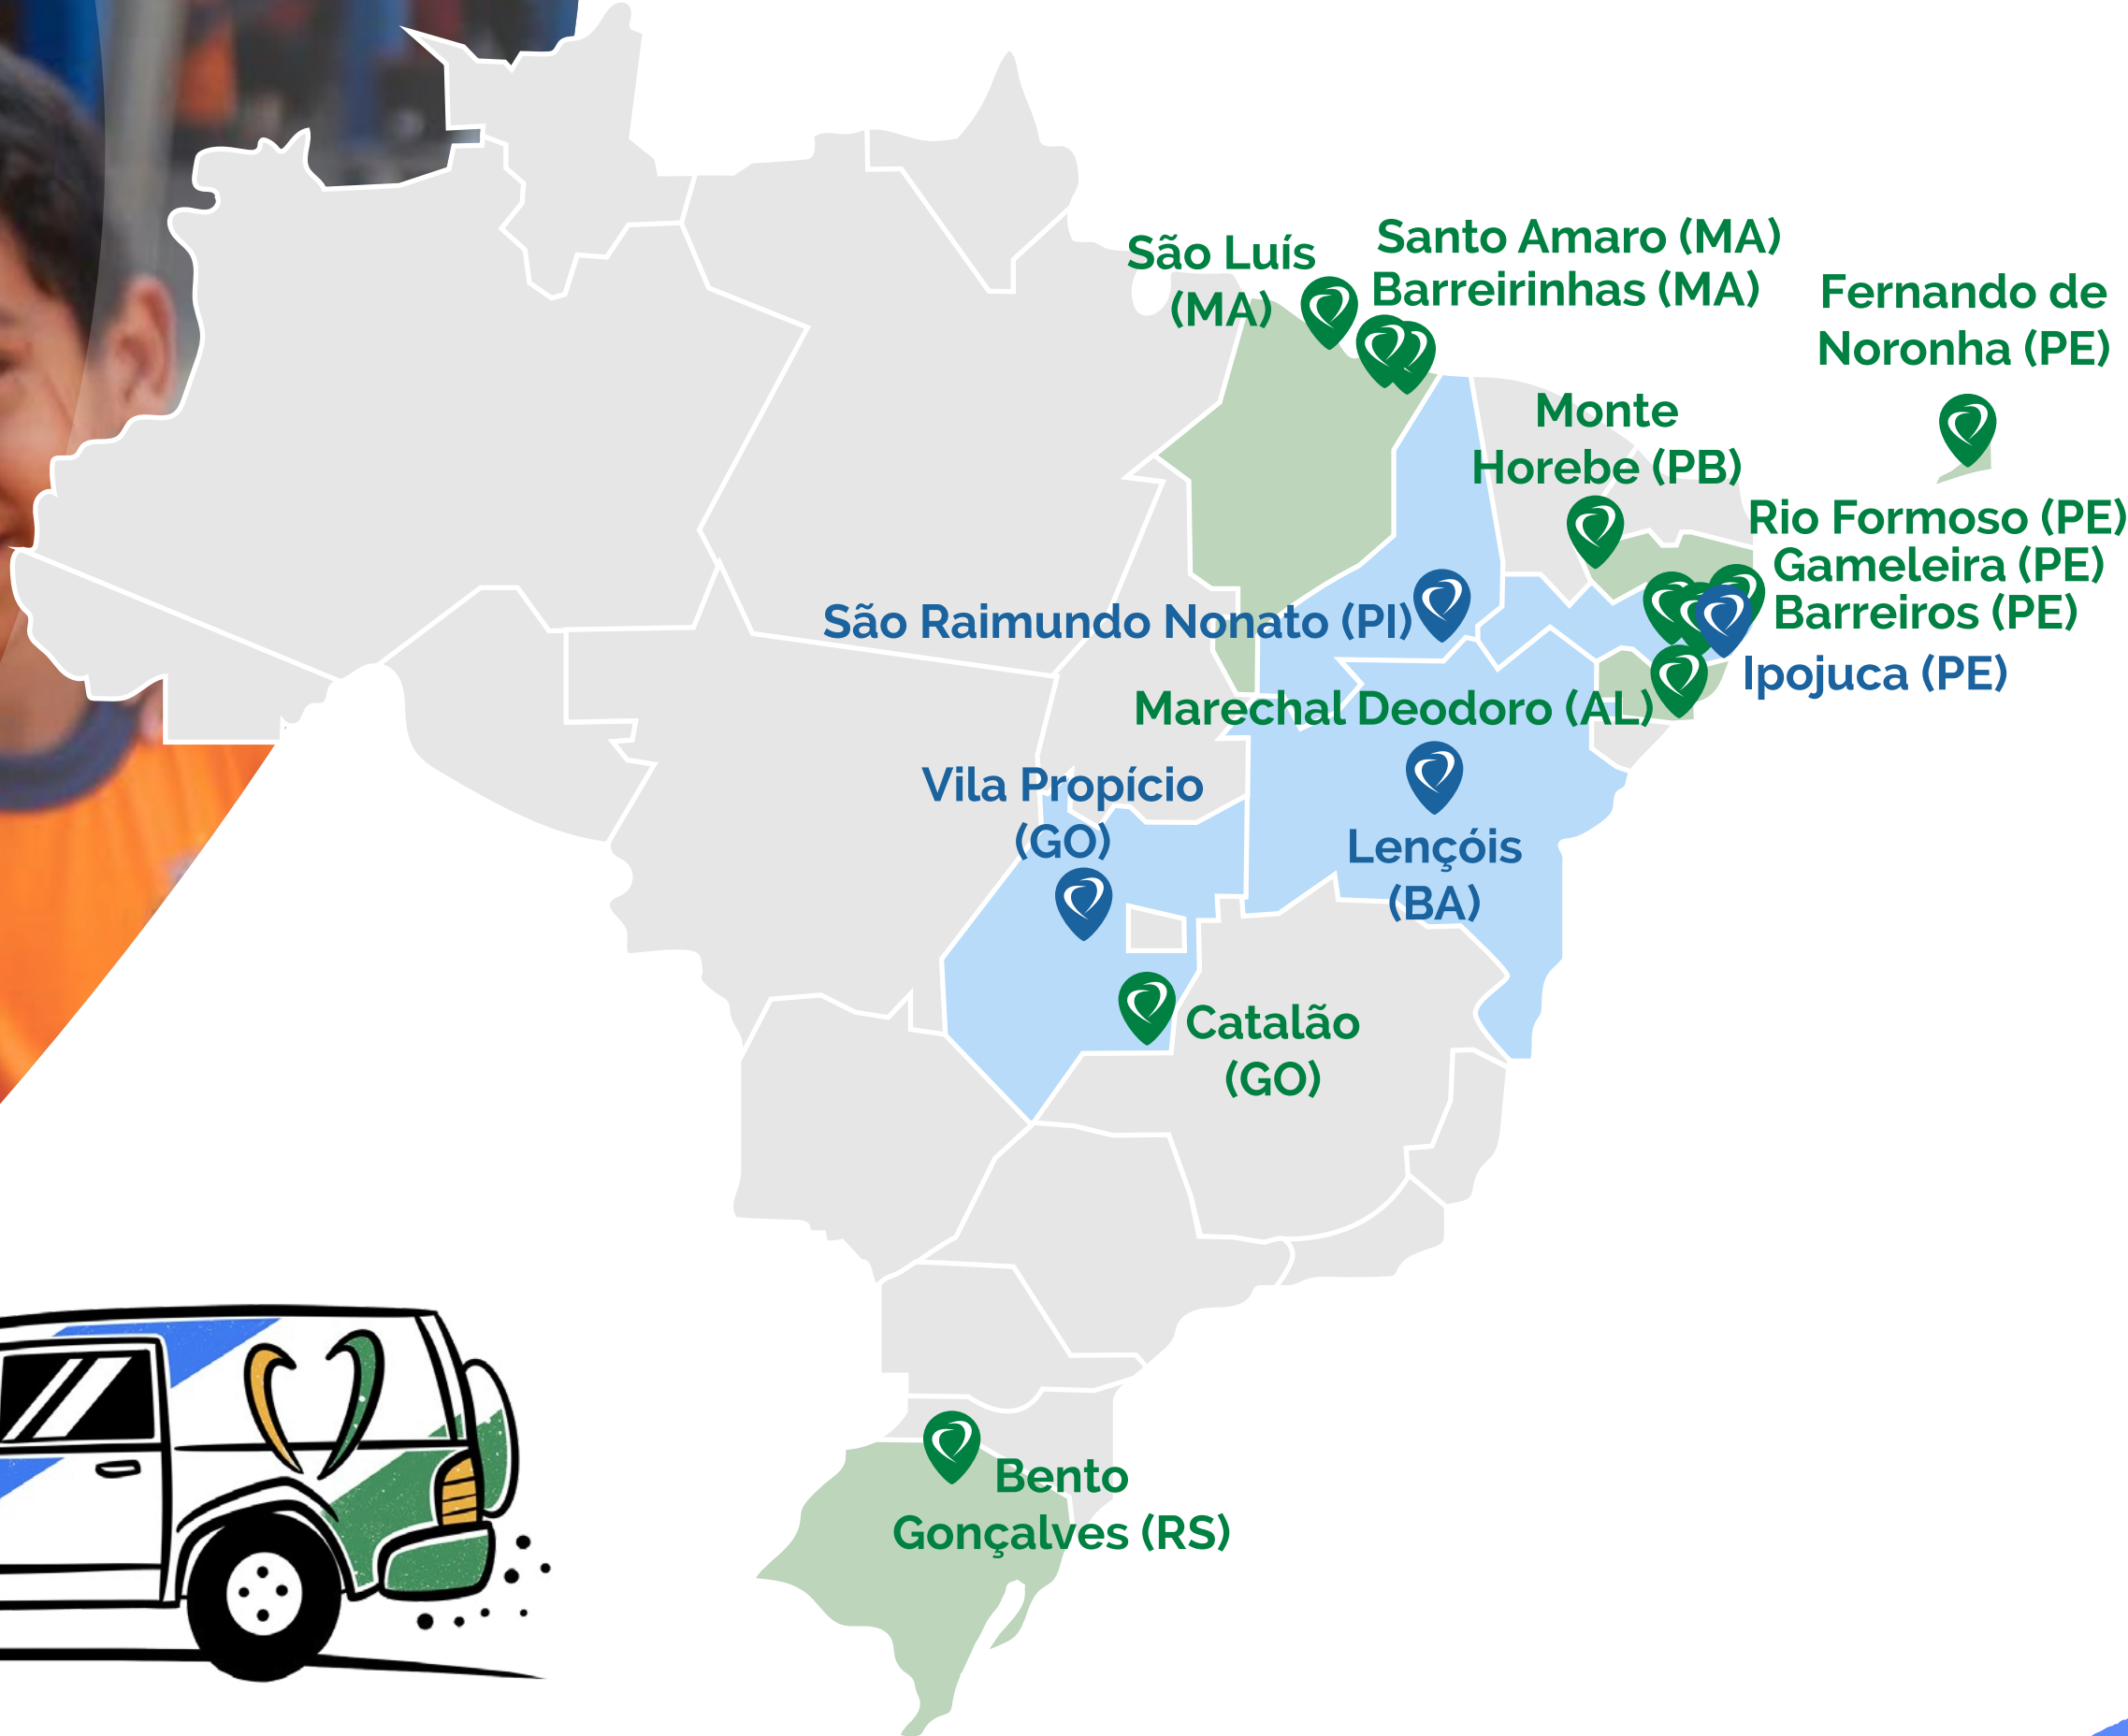 São Luís
(MA)
Santo Amaro (MA)
Barreirinhas (MA)
Fernando de
Noronha (PE)
Monte
Horebe (PB)
Rio Formoso (PE)
Gameleira (PE)
Barreiros (PE)
São Raimundo Nonato (PI)
Ipojuca (PE)
Marechal Deodoro (AL)
Vila Propício
(GO)
Lençóis
(BA)
Catalão
(GO)
Bento
Gonçalves (RS)